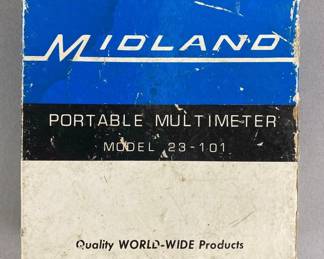 MIDLAND
PORTABLE MULTIMETER
MODEL 23-101
Quality WORLD-WIDE Products